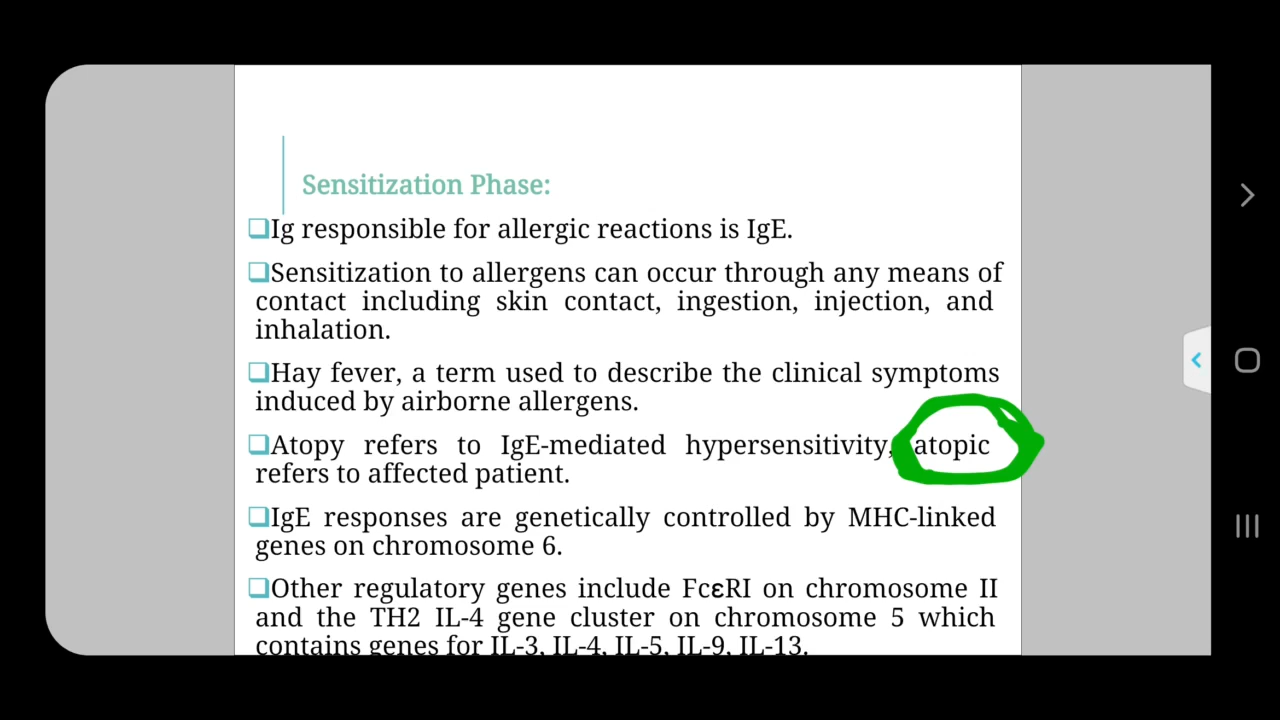 Sensitization Phase:
❑Ig responsible for allergic reactions is IgE.
❑Sensitization to allergens can occur through any means of
contact including skin contact, ingestion, injection, and
inhalation.
❑Hay fever, a term used to describe the clinical symptoms
induced by airborne allergens.
❑Atopy refers to IgE-mediated hypersensitivity, atopic
refers to affected patient.
❑IgE responses are genetically controlled by MHC-linked
genes on chromosome 6.
❑Other regulatory genes include FcεRI on chromosome II
and the TH2 IL-4 gene cluster on chromosome 5 which
contains genes for IL-3, IL-4, IL-5, IL-9, IL-13.